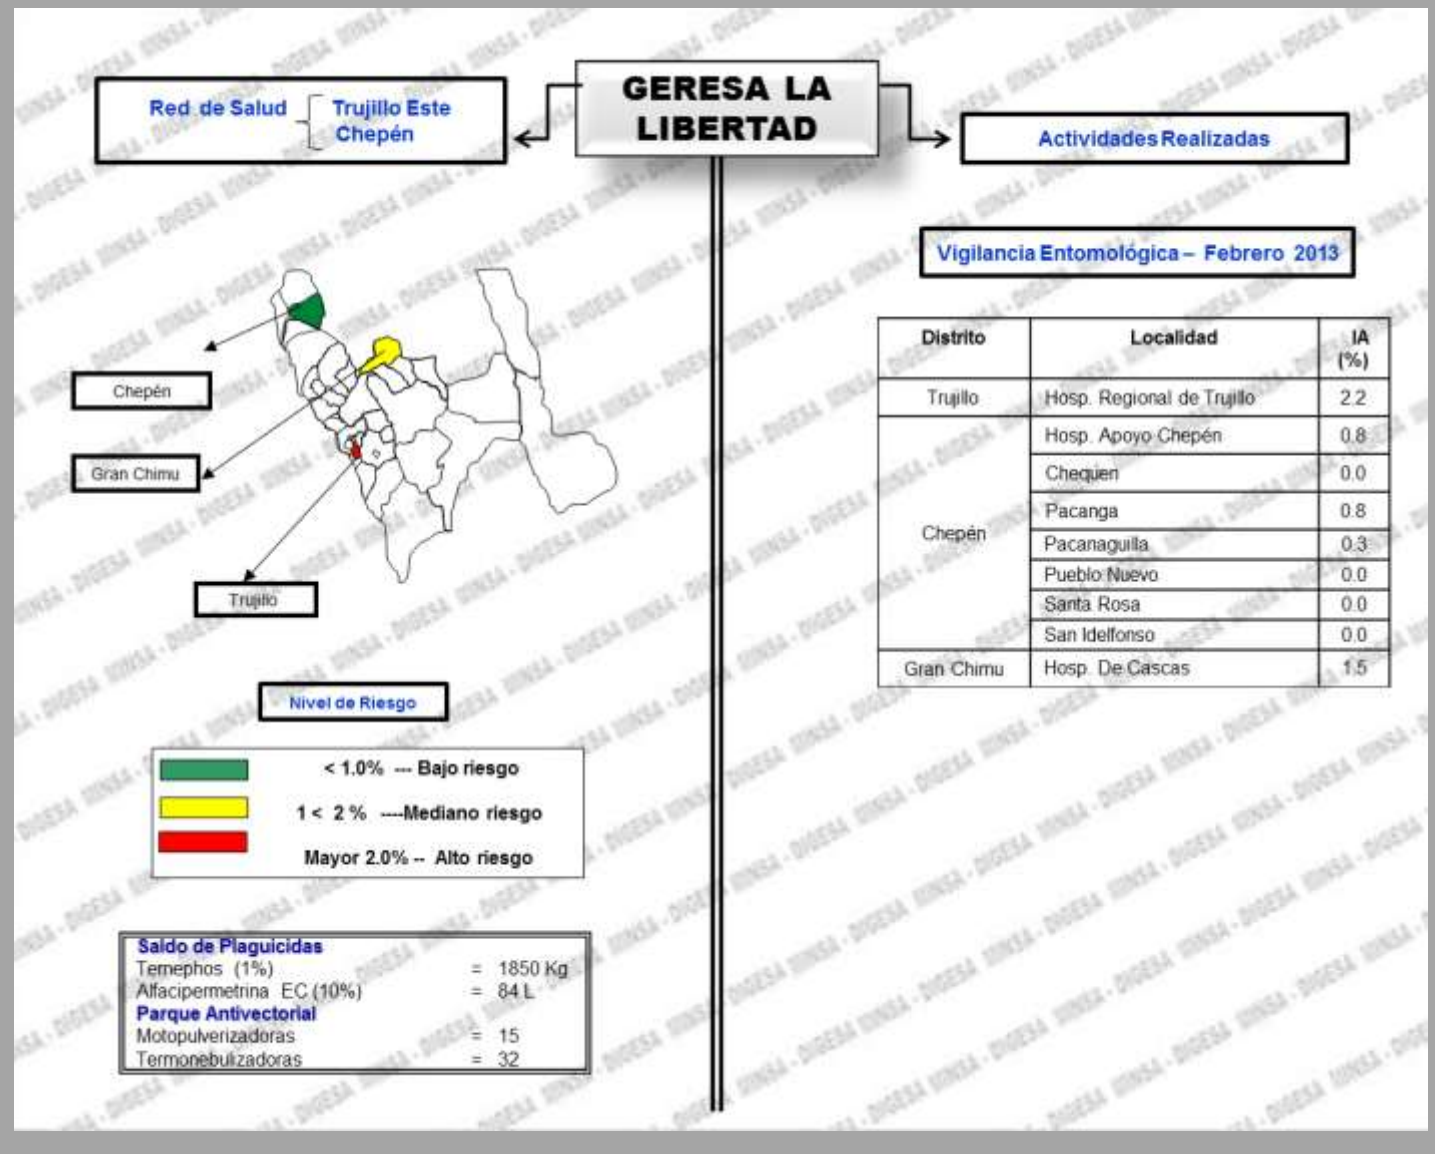 GERESA LA
LIBERTAD
Red de Salud
Trujillo Este
Chepén
Actividades Realizadas
Vigilancia Entomológica – Febrero 2013
Chepén
Gran Chimu
Trujillo
Distrito Localidad IA
(%)
Trujillo Hosp. Regional de Trujillo 2.2
Chepén
Hosp. Apoyo Chepén 0.8
Chequen 0.0
Pacanga 0.8
Pacanaguilla 0.3
Pueblo Nuevo 0.0
Santa Rosa 0.0
San Idelfonso 0.0
Gran Chimu Hosp. De Cascas 1.5
Nivel de Riesgo
< 1.0% --- Bajo riesgo
1 < 2 % ----Mediano riesgo
Mayor 2.0% -- Alto riesgo
Saldo de Plaguicidas
Temephos (1%) = 1850 Kg
Alfacipermetrina EC (10%) = 84 L
Parque Antivectorial
Motopulverizadoras = 15
Termonebulizadoras = 32
MINSA - DIGESA